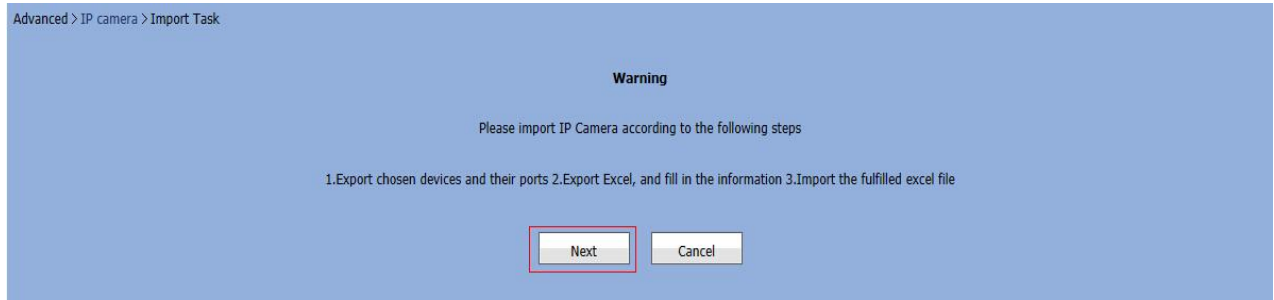 Advanced > IP camera > Import Task
Warning
Please import IP Camera according to the following steps
1.Export chosen devices and their ports 2.Export Excel, and fill in the information 3.Import the fulfilled excel file
Next Cancel